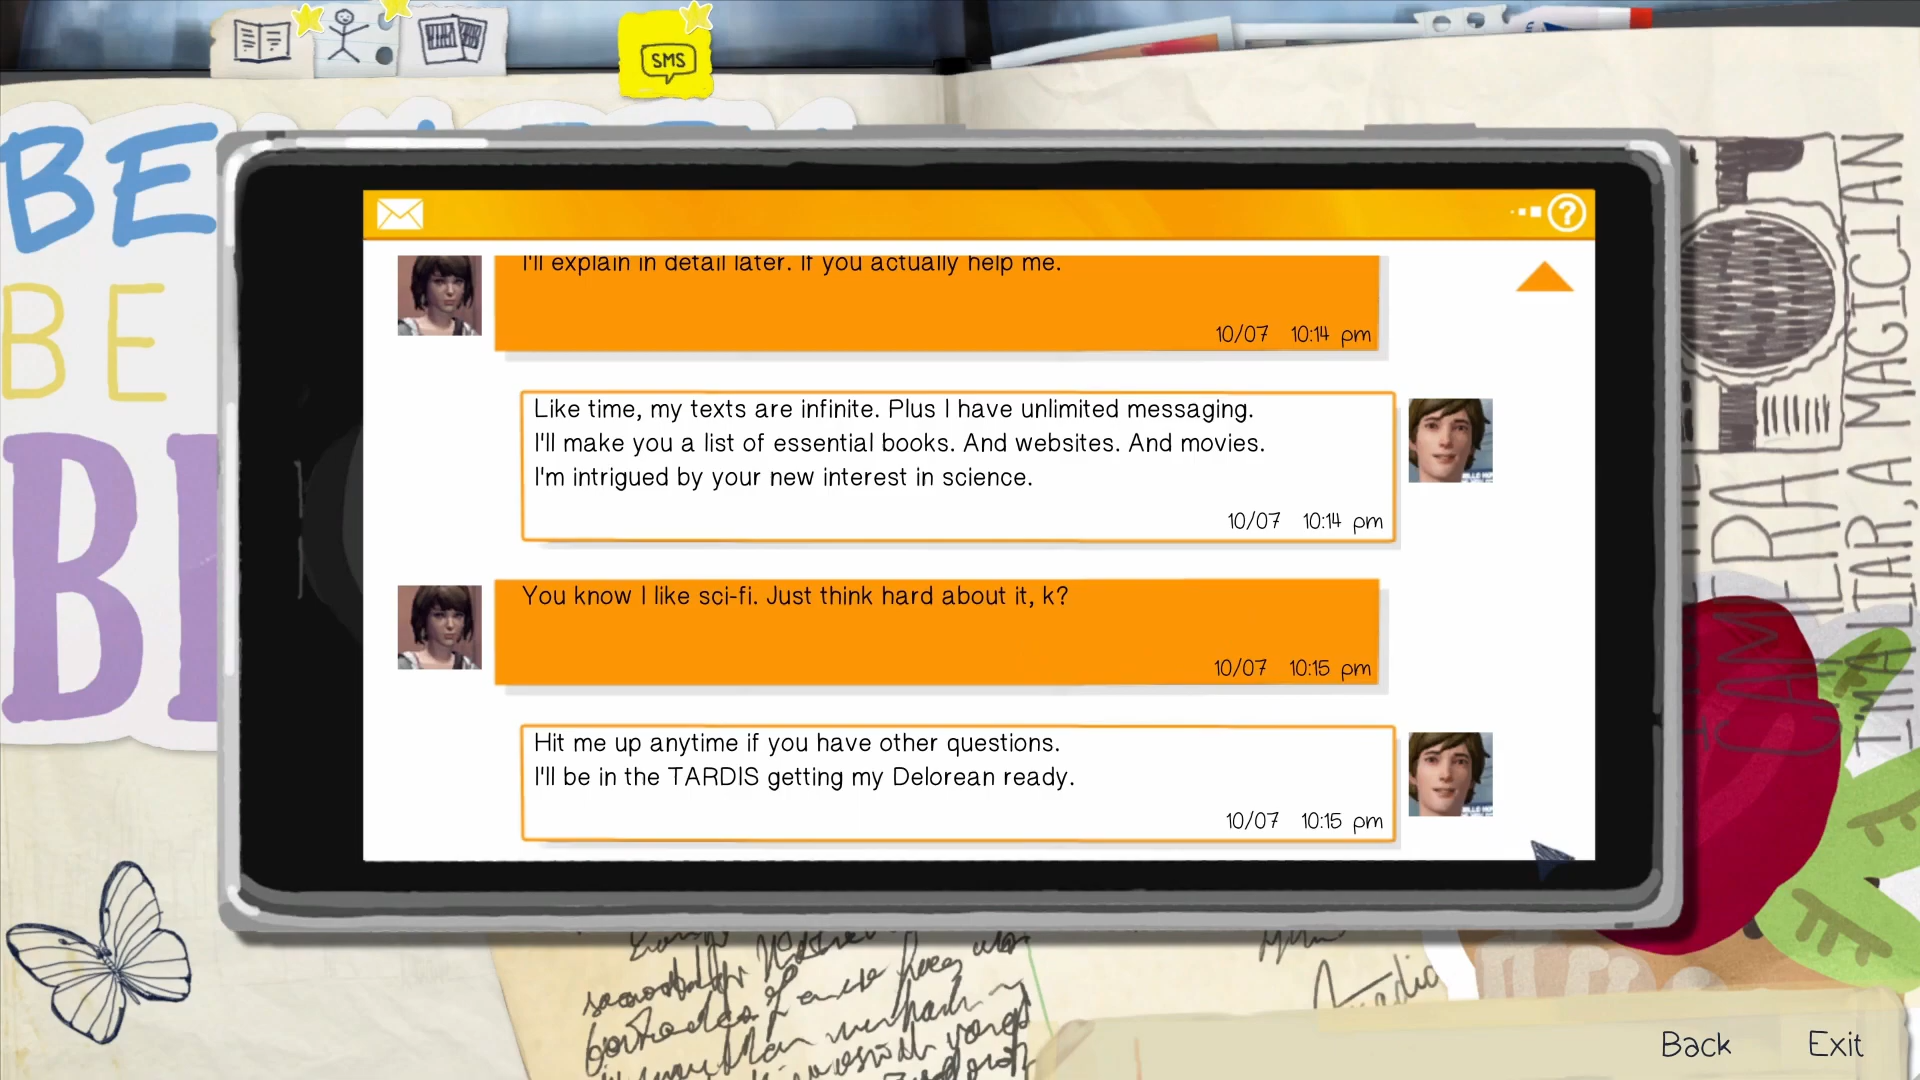 SMS
BE
BE
I'll explain in detail later. If you actually help me.
10/07 10:14 pm
Like time, my texts are infinite. Plus I have unlimited messaging.
I'll make you a list of essential books. And websites. And movies.
I'm intrigued by your new interest in science.
10/07 10:14 pm
You know I like sci-fi. Just think hard about it, k?
10/07 10:15 pm
Hit me up anytime if you have other questions.
I'll be in the TARDIS getting my Delorean ready.
10/07 10:15 pm
CAMERA
IMA LIAR, A MAGICIAN
Back
Exit